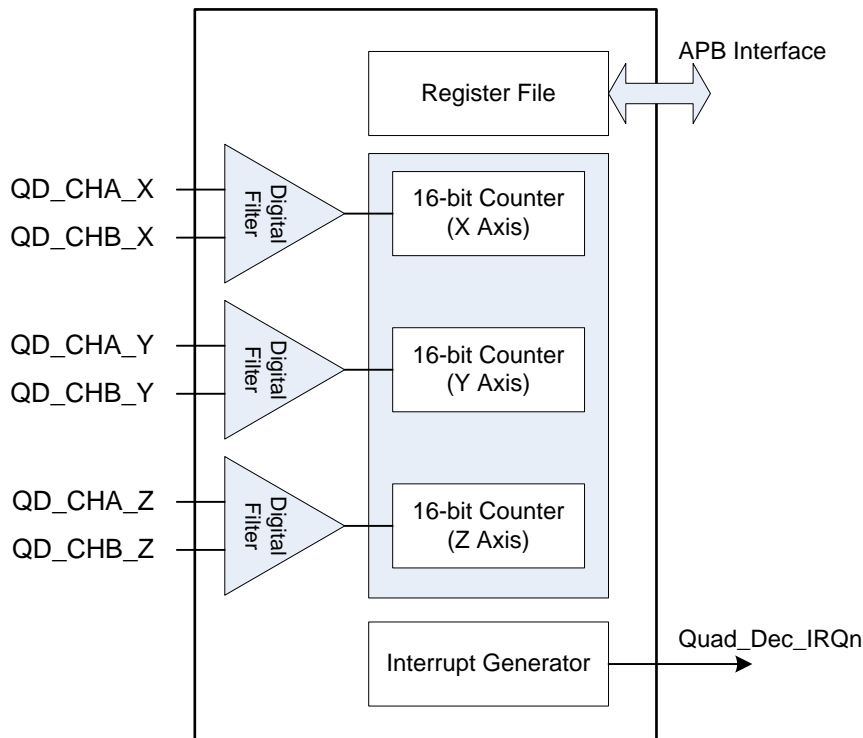 APB Interface
Register File
QD_CHA_X
QD_CHB_X
Digital
Filter
16-bit Counter
(X Axis)
QD_CHA_Y
QD_CHB_Y
Digital
Filter
16-bit Counter
(Y Axis)
QD_CHA_Z
QD_CHB_Z
Digital
Filter
16-bit Counter
(Z Axis)
Interrupt Generator
Quad_Dec_IRQn